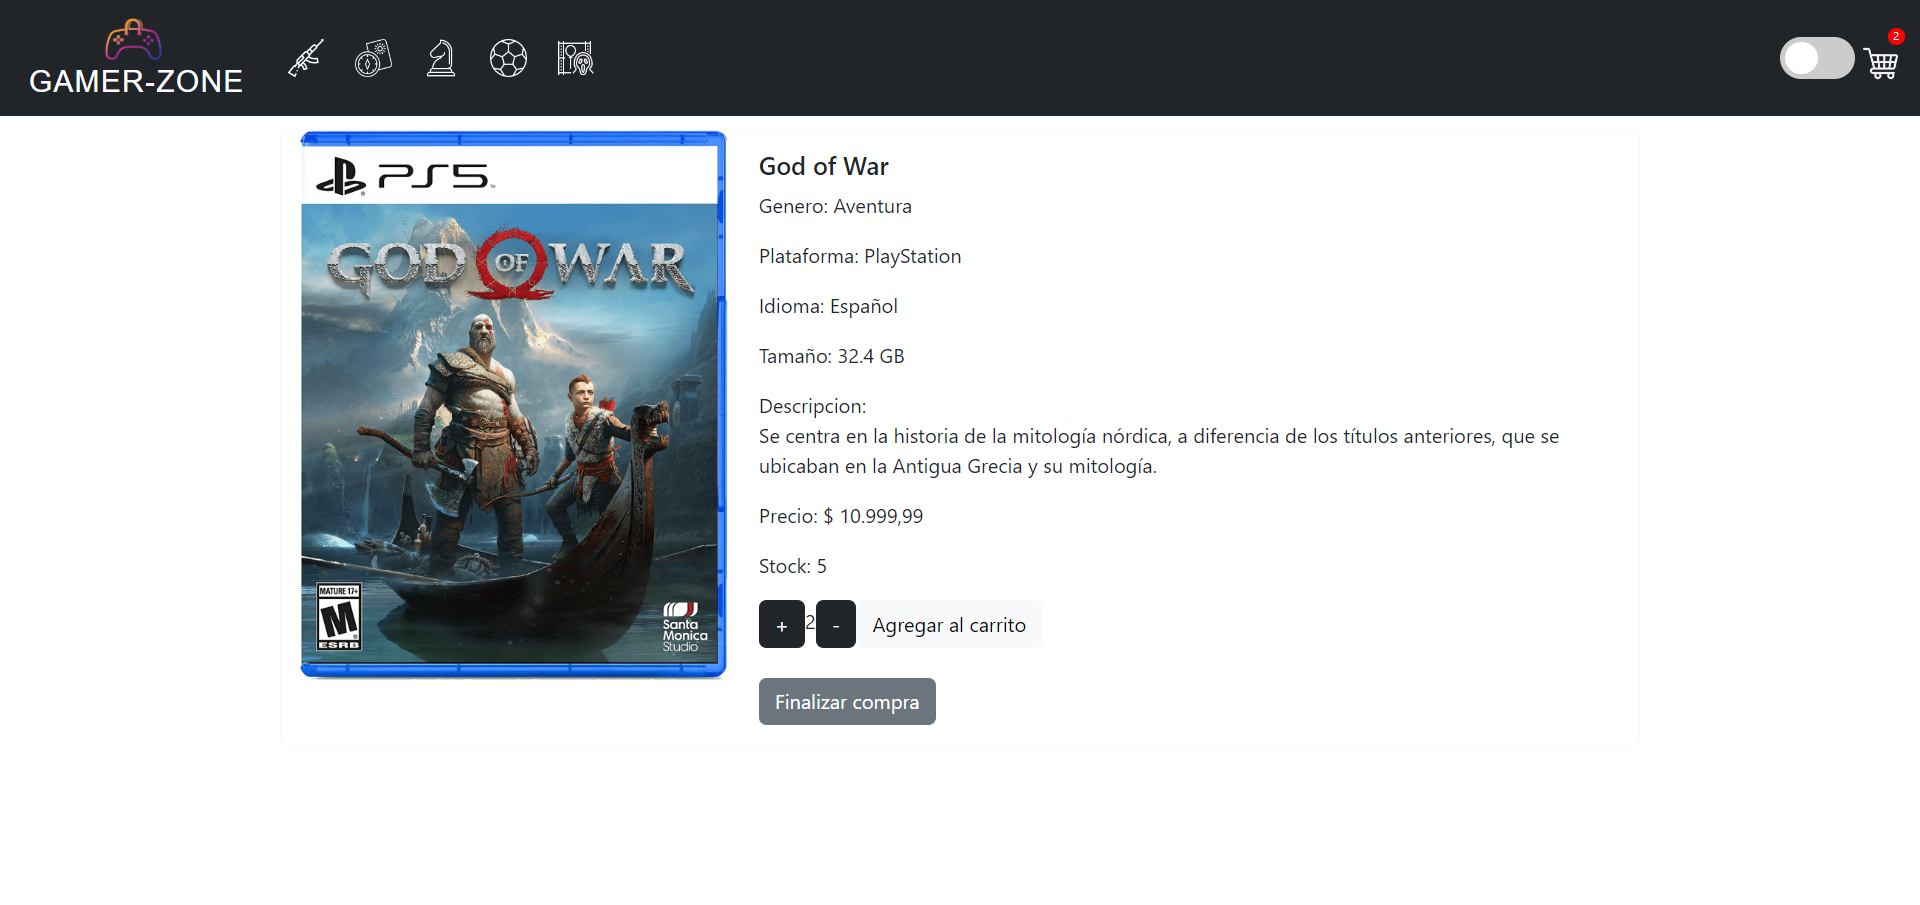 2
GAMER-ZONE
PS5
GOD OF WAR
MATURE 17+
M
ESRB
Santa
Monica
Studio
God of War
Genero: Aventura
Plataforma: PlayStation
Idioma: Español
Tamaño: 32.4 GB
Descripcion:
Se centra en la historia de la mitología nórdica, a diferencia de los títulos anteriores, que se
ubicaban en la Antigua Grecia y su mitología.
Precio: $ 10.999,99
Stock: 5
+ 2 - Agregar al carrito
Finalizar compra